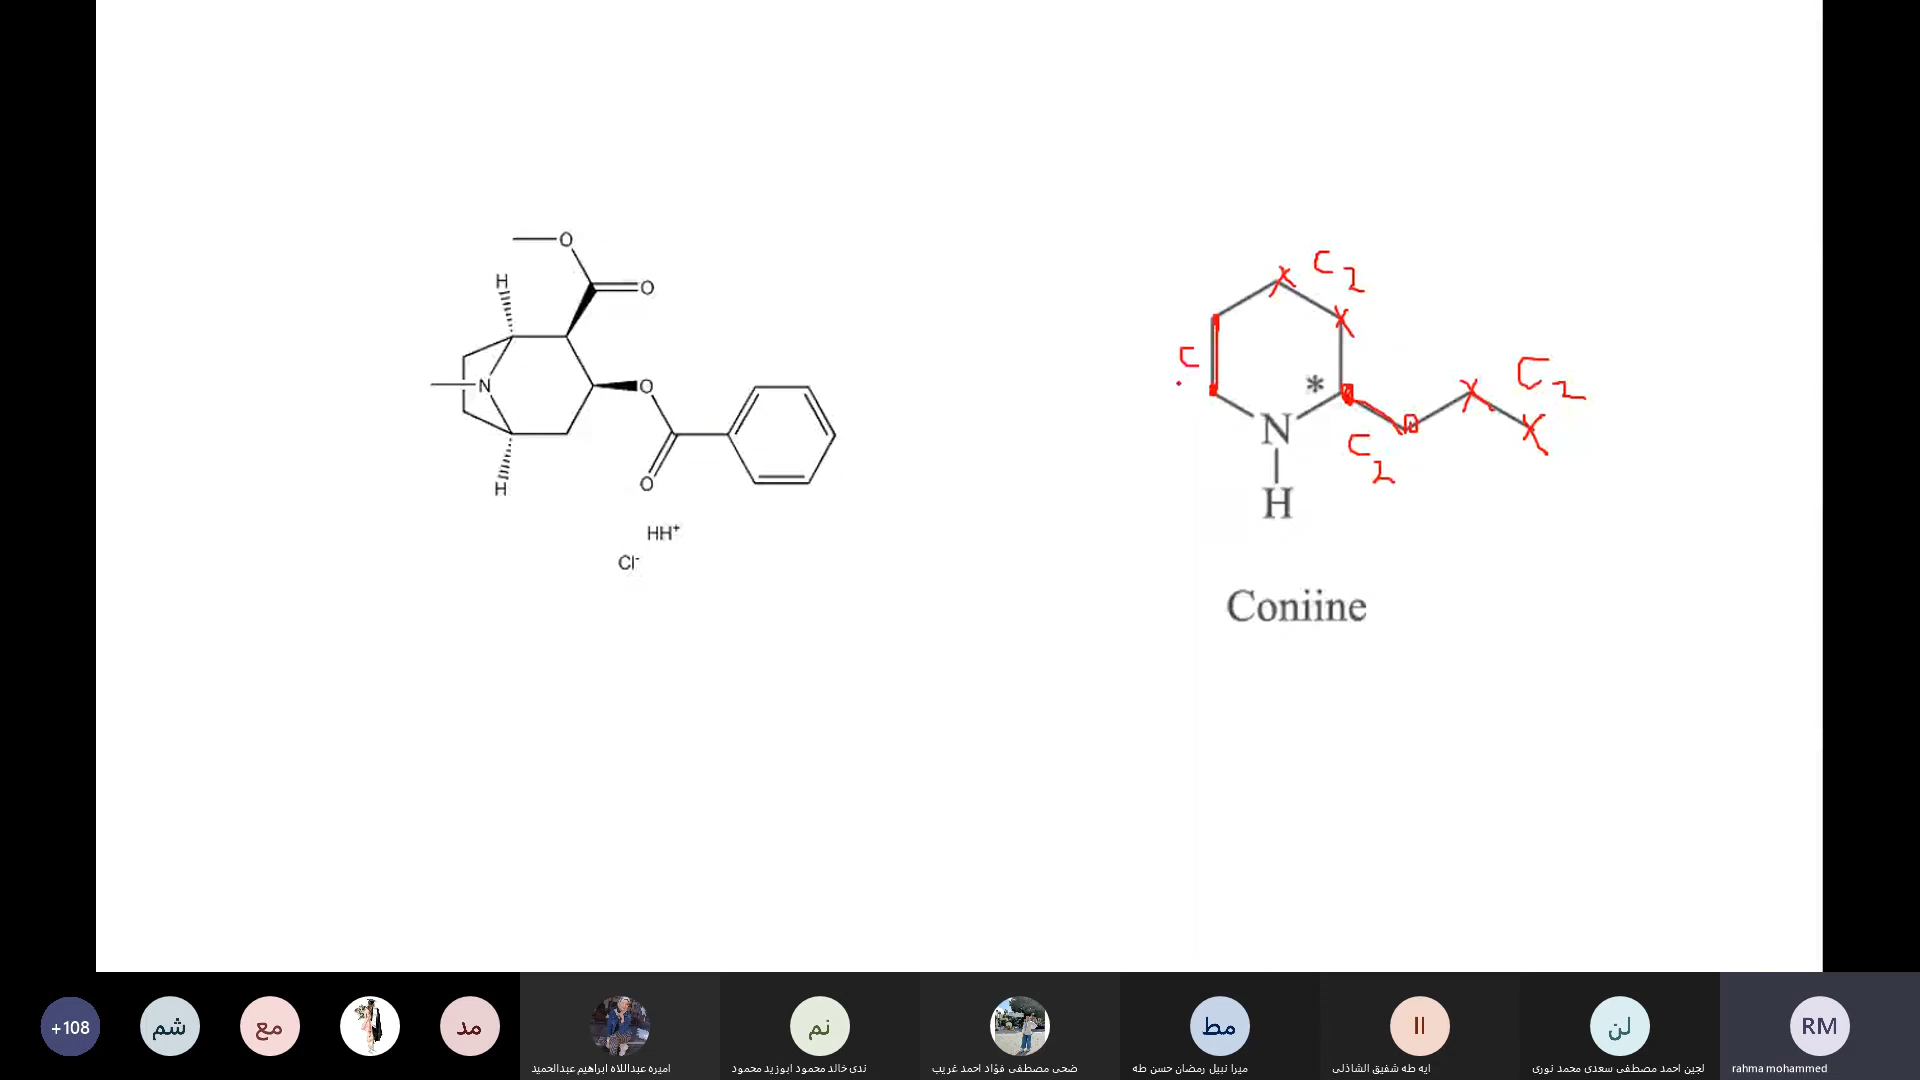 O
H
O
N
O
O
H
HH+
Cl-
C2
C
*
C2
C2
N
H
Coniine
+108
شم
مع
مد
نم
مط
اا
لن
RM
اميره عبداللاه ابراهيم عبدالحميد
ندى خالد محمود ابوزيد محمود
ضحى مصطفى فؤاد احمد غريب
ميرا نبيل رمضان حسن طه
ايه طه شفيق الشاذلى
لجين احمد مصطفى سعدى محمد نورى
rahma mohammed